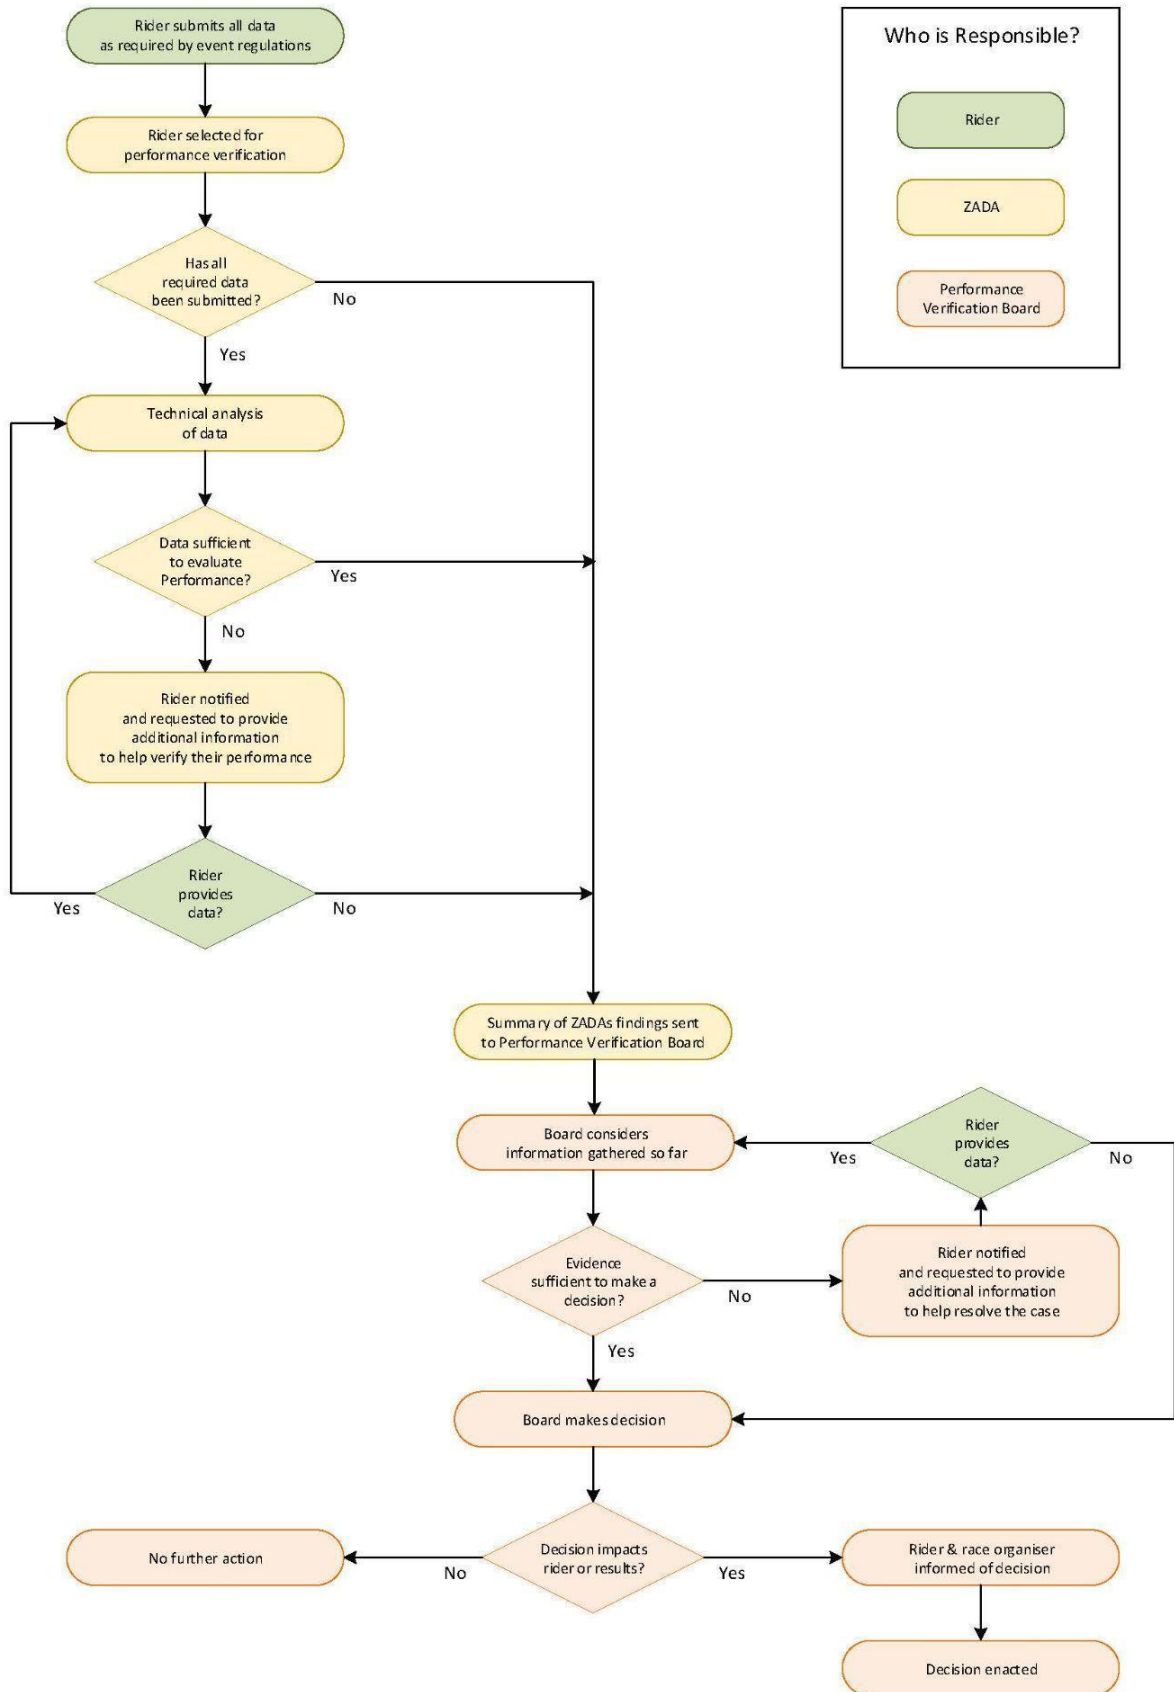 Rider submits all data
as required by event regulations
Who is Responsible?
Rider
ZADA
Performance
Verification Board
Rider selected for
performance verification
Has all
required data
been submitted?
No
Yes
Technical analysis
of data
Data sufficient
to evaluate
Performance?
Yes
No
Rider notified
and requested to provide
additional information
to help verify their performance
Rider
provides
data?
Yes
No
Summary of ZADAs findings sent
to Performance Verification Board
Board considers
information gathered so far
Rider
provides
data?
Yes
No
Evidence
sufficient to make a
decision?
No
Rider notified
and requested to provide
additional information
to help resolve the case
Yes
Board makes decision
Decision impacts
rider or results?
No
Yes
No further action
Rider & race organiser
informed of decision
Decision enacted